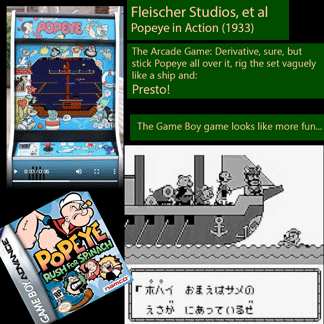 Fleischer Studios, et al
Popeye in Action (1933)
POPEYE
The Arcade Game: Derivative, sure, but
stick Popeye all over it, rig the set vaguely
like a ship and:
Presto!
0:03 / 0:06
The Game Boy game looks like more fun...
POPEYE
RUSH FOR SPINACH
GAME BOY ADVANCE
namco
「ホハイ おまえはサメの
えさが にあっているぜ